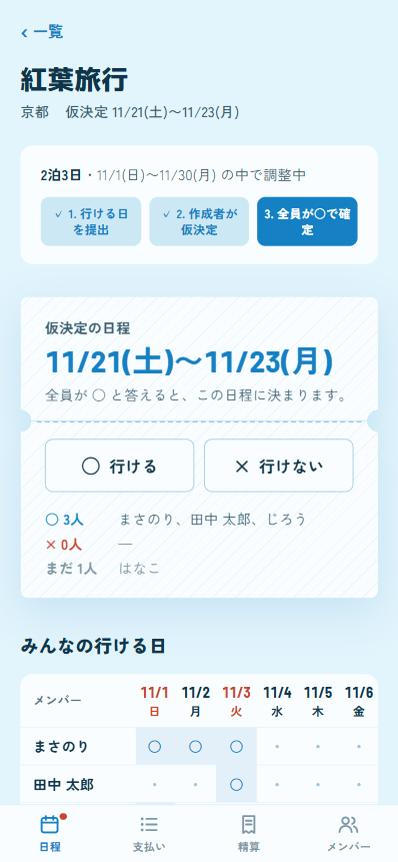 ‹ 一覧
紅葉旅行
京都 仮決定 11/21(土)〜11/23(月)
2泊3日・11/1(日)〜11/30(月) の中で調整中
✓ 1. 行ける日
を提出
✓ 2. 作成者が
仮決定
3. 全員が○で確
定
仮決定の日程
11/21(土)〜11/23(月)
全員が ○ と答えると、この日程に決まります。
○ 行ける
× 行けない
○ 3人 まさのり、田中 太郎、じろう
× 0人 —
まだ 1人 はなこ
みんなの行ける日
メンバー 11/1 11/2 11/3 11/4 11/5 11/6
日 月 火 水 木 金
まさのり ○ ○ ○ ・ ・ ・
田中 太郎 ・ ・ ○ ・ ・ ・
日程 支払い 精算 メンバー